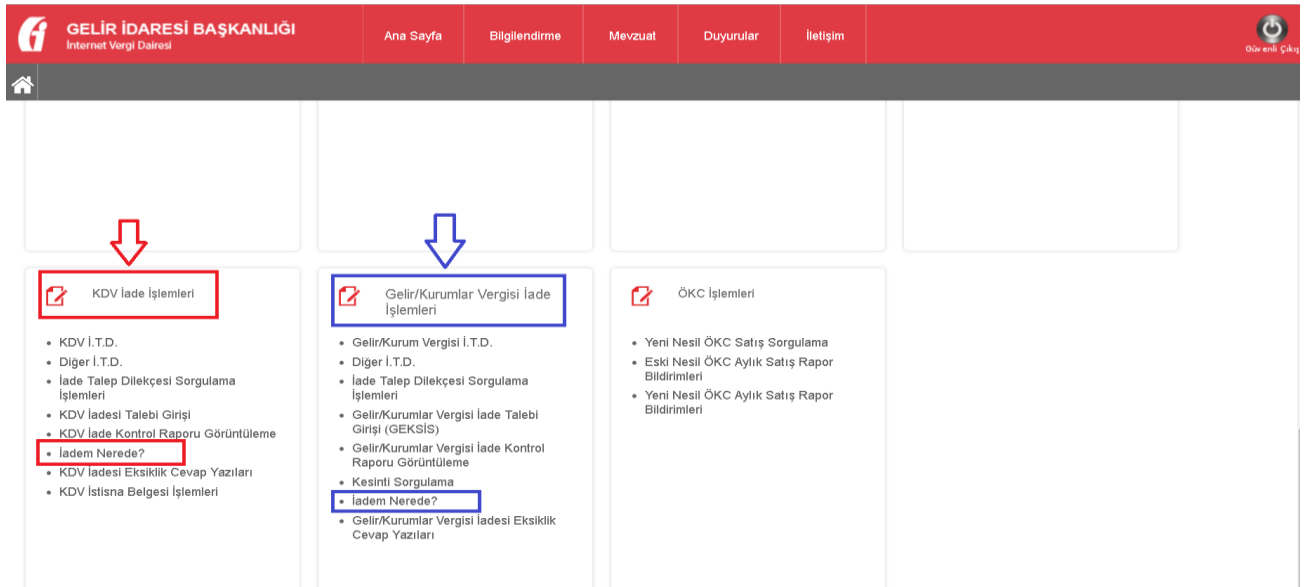 GELİR İDARESİ BAŞKANLIĞI
İnternet Vergi Dairesi
Ana Sayfa
Bilgilendirme
Mevzuat
Duyurular
İletişim
Güvenli Çıkış
KDV İade İşlemleri
• KDV İ.T.D.
• Diğer İ.T.D.
• İade Talep Dilekçesi Sorgulama
İşlemleri
• KDV İadesi Talebi Girişi
• KDV İade Kontrol Raporu Görüntüleme
• İadem Nerede?
• KDV İadesi Eksiklik Cevap Yazıları
• KDV İstisna Belgesi İşlemleri
Gelir/Kurumlar Vergisi İade
İşlemleri
• Gelir/Kurum Vergisi İ.T.D.
• Diğer İ.T.D.
• İade Talep Dilekçesi Sorgulama
İşlemleri
• Gelir/Kurumlar Vergisi İade Talebi
Girişi (GEKSİS)
• Gelir/Kurumlar Vergisi İade Kontrol
Raporu Görüntüleme
• Kesinti Sorgulama
• İadem Nerede?
• Gelir/Kurumlar Vergisi İadesi Eksiklik
Cevap Yazıları
ÖKC İşlemleri
• Yeni Nesil ÖKC Satış Sorgulama
• Eski Nesil ÖKC Aylık Satış Rapor
Bildirimleri
• Yeni Nesil ÖKC Aylık Satış Rapor
Bildirimleri